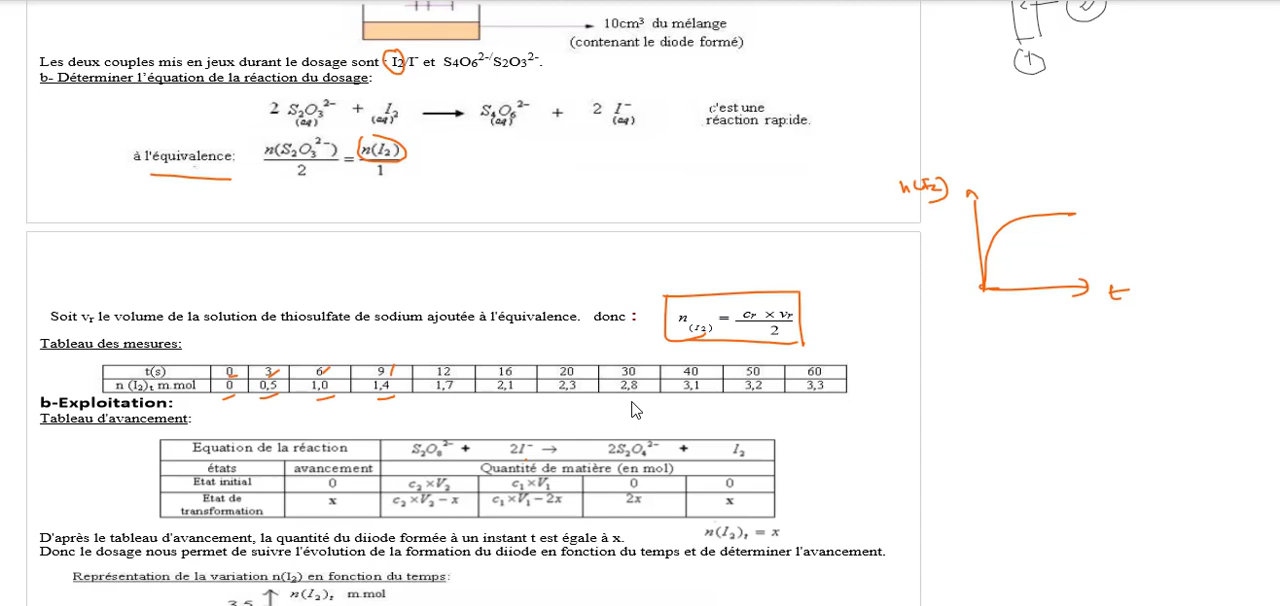 10cm³ du mélange
(contenant le diode formé)
Les deux couples mis en jeux durant le dosage sont : I2/I⁻ et S4O6²⁻/S2O3²⁻.
b- Déterminer l'équation de la réaction du dosage:
2 S₂O₃²⁻ (aq) + I₂ (aq) ⟶ S₄O₆²⁻ (aq) + 2 I⁻ (aq) c'est une réaction rapide.
à l'équivalence: n(S₂O₃²⁻)/2 = n(I₂)/1
n(I₂)
t
Soit vᵣ le volume de la solution de thiosulfate de sodium ajoutée à l'équivalence. donc : n (I₂) = cᵣ × vᵣ / 2
Tableau des mesures:
t(s) 0 3 6 9 12 16 20 30 40 50 60
n (I₂)t m.mol 0 0,5 1,0 1,4 1,7 2,1 2,3 2,8 3,1 3,2 3,3
b-Exploitation:
Tableau d'avancement:
Equation de la réaction S₂O₈²⁻ + 2I⁻ → 2S₂O₄²⁻ + I₂
états avancement Quantité de matière (en mol)
Etat initial 0 c₂×V₂ c₁×V₁ 0 0
Etat de transformation x c₂×V₂−x c₁×V₁−2x 2x x
D'après le tableau d'avancement, la quantité du diiode formée à un instant t est égale à x. n(I₂)t = x
Donc le dosage nous permet de suivre l'évolution de la formation du diiode en fonction du temps et de déterminer l'avancement.
Représentation de la variation n(I₂) en fonction du temps:
3,5 n(I₂)t m.mol